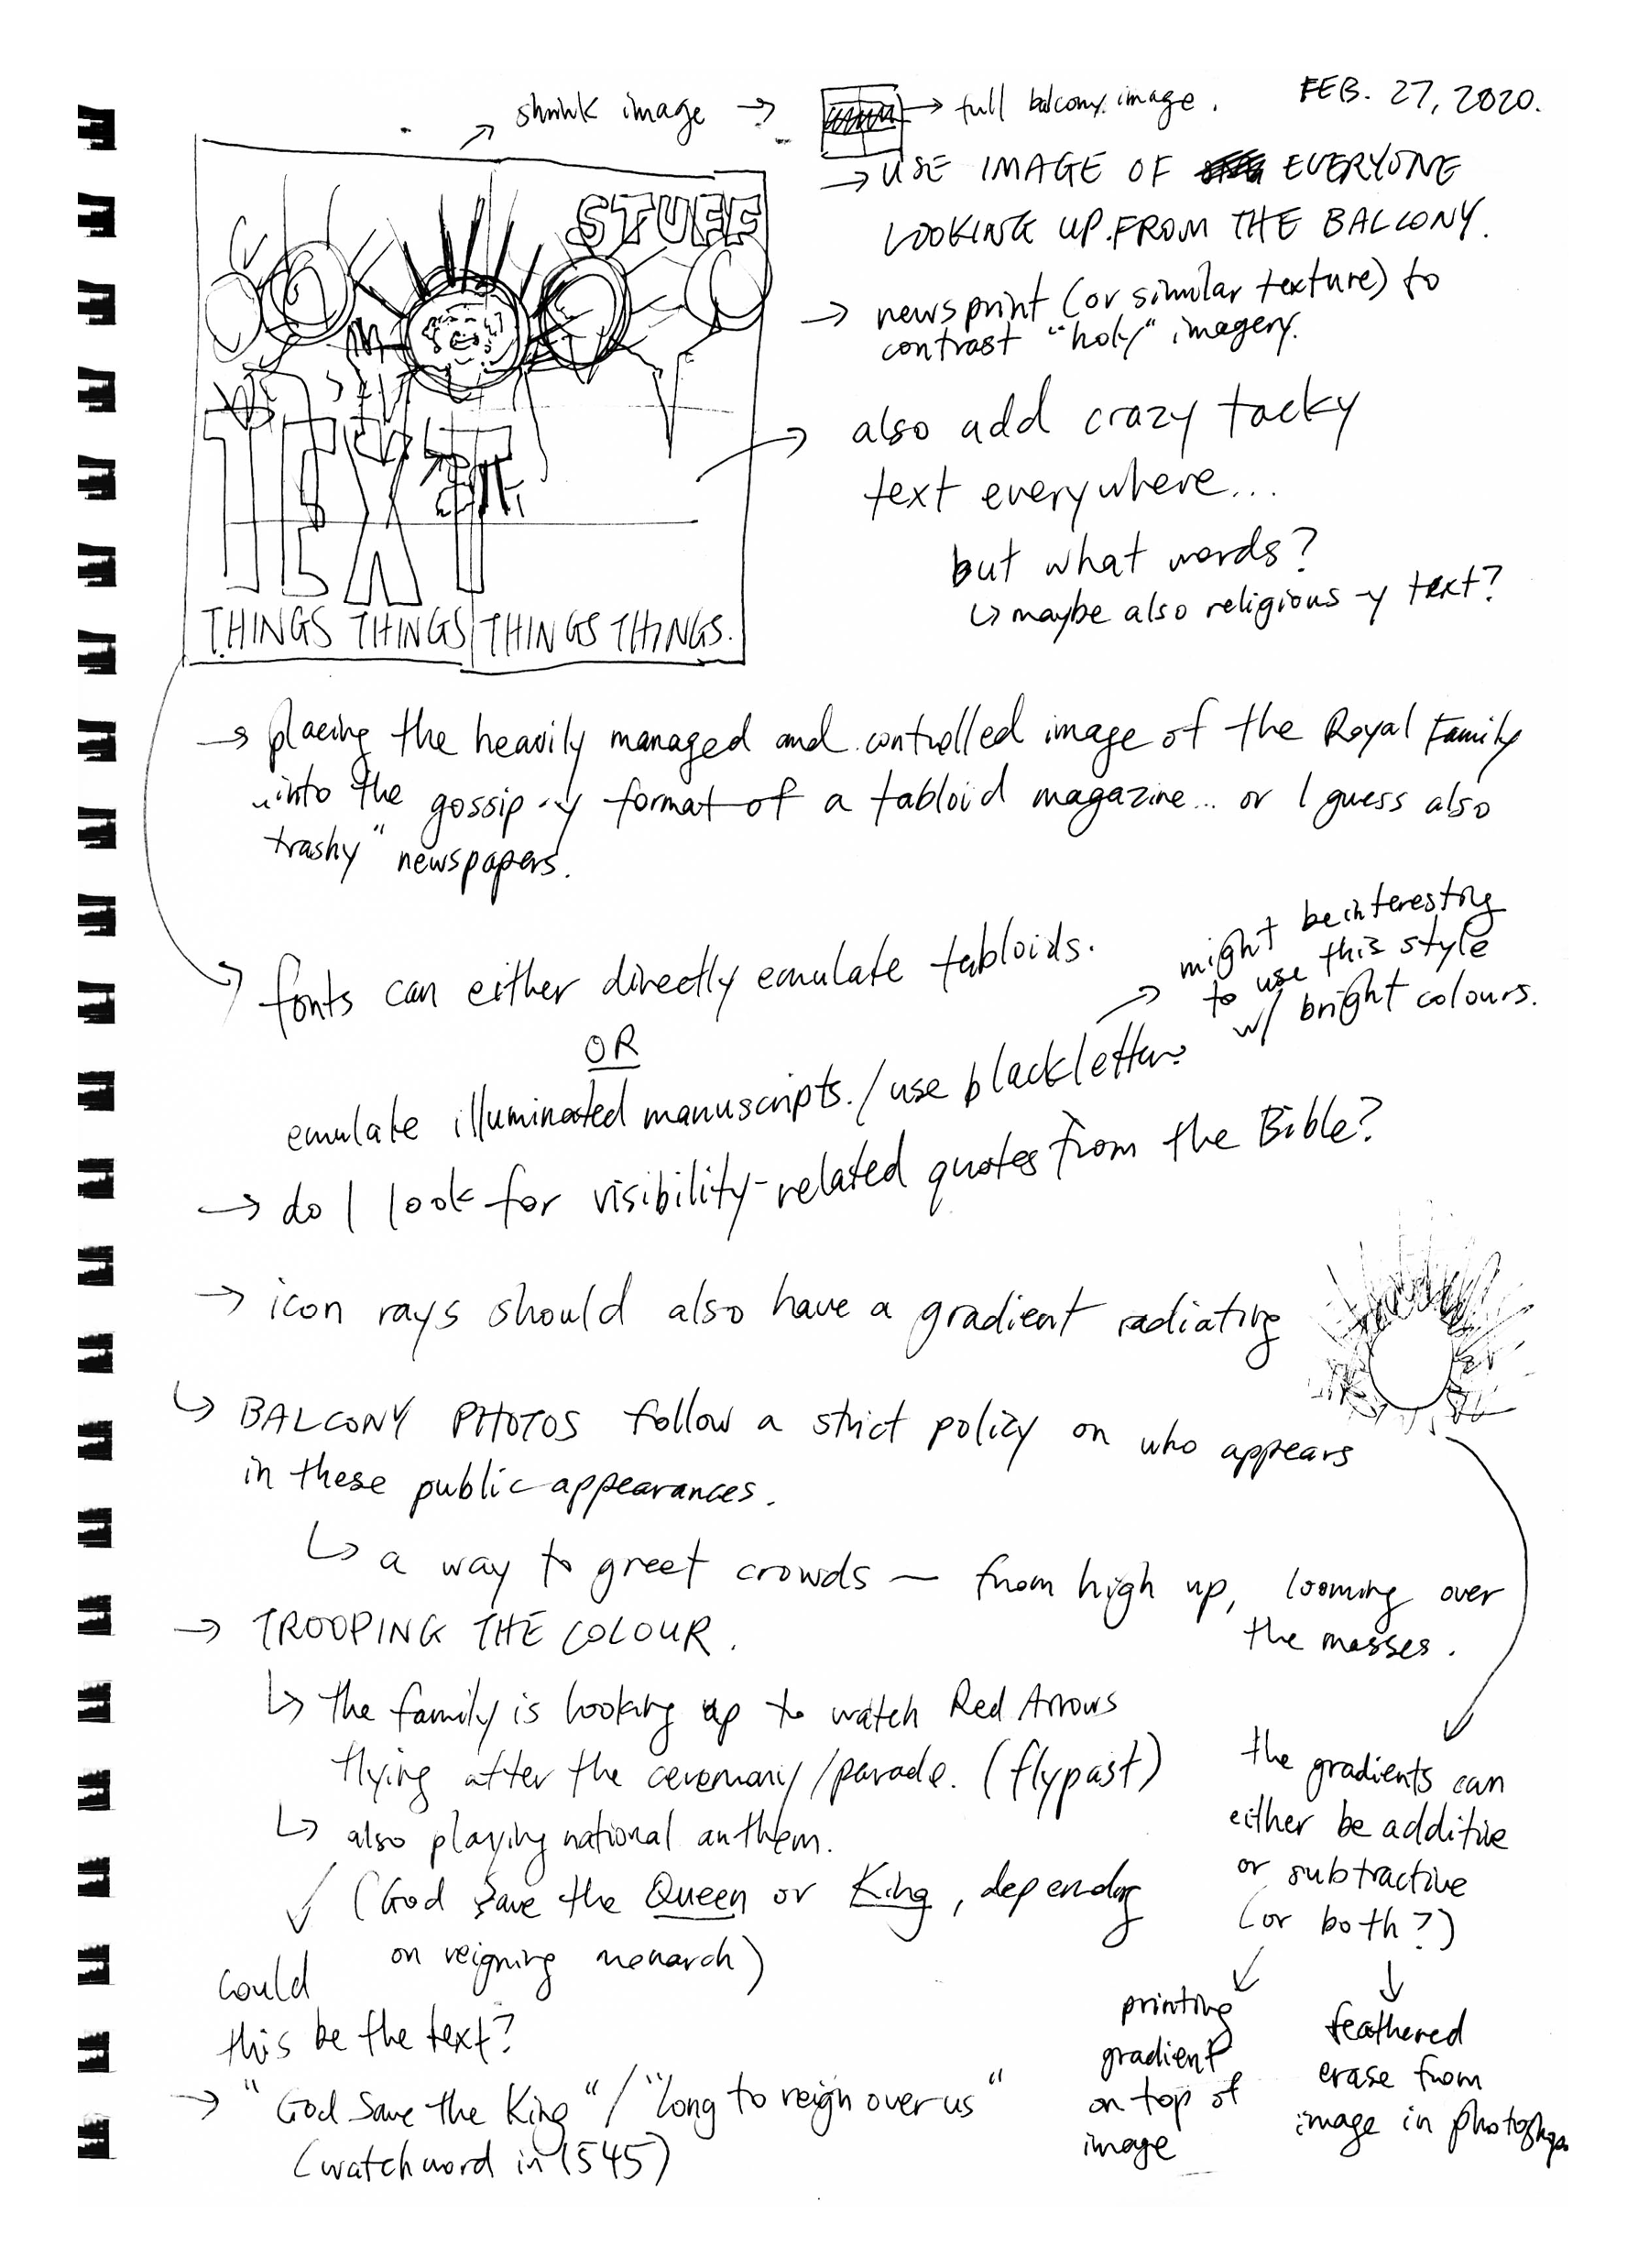 FEB. 27, 2020.
shrink image → → full balcony image.
→ USE IMAGE OF EVERYONE
LOOKING UP FROM THE BALCONY.
→ newsprint (or similar texture) to
contrast "holy" imagery.
→ also add crazy tacky
text everywhere...
but what words?
↳ maybe also religious-y text?
STUFF
TEXT
THINGS THINGS THINGS THINGS.
→ placing the heavily managed and controlled image of the Royal Family
into the gossip-y format of a tabloid magazine... or I guess also
"trashy" newspapers.
→ fonts can either directly emulate tabloids.
OR
emulate illuminated manuscripts. / use blackletter?
→ might be interesting
to use this style
w/ bright colours.
→ do I look for visibility-related quotes from the Bible?
→ icon rays should also have a gradient radiating
↳ BALCONY PHOTOS follow a strict policy on who appears
in these public appearances.
↳ a way to greet crowds — from high up, looming over
the masses.
→ TROOPING THE COLOUR.
↳ the family is looking up to watch Red Arrows
flying after the ceremony/parade. (flypast)
↳ also playing national anthem.
(God Save the Queen or King, depending
on reigning monarch)
could
this be the text?
→ "God Save the King" / "long to reign over us"
(watchword in 1545)
the gradients can
either be additive
or subtractive
(or both?)
printing
gradient
on top of
image
feathered
erase from
image in photoshop